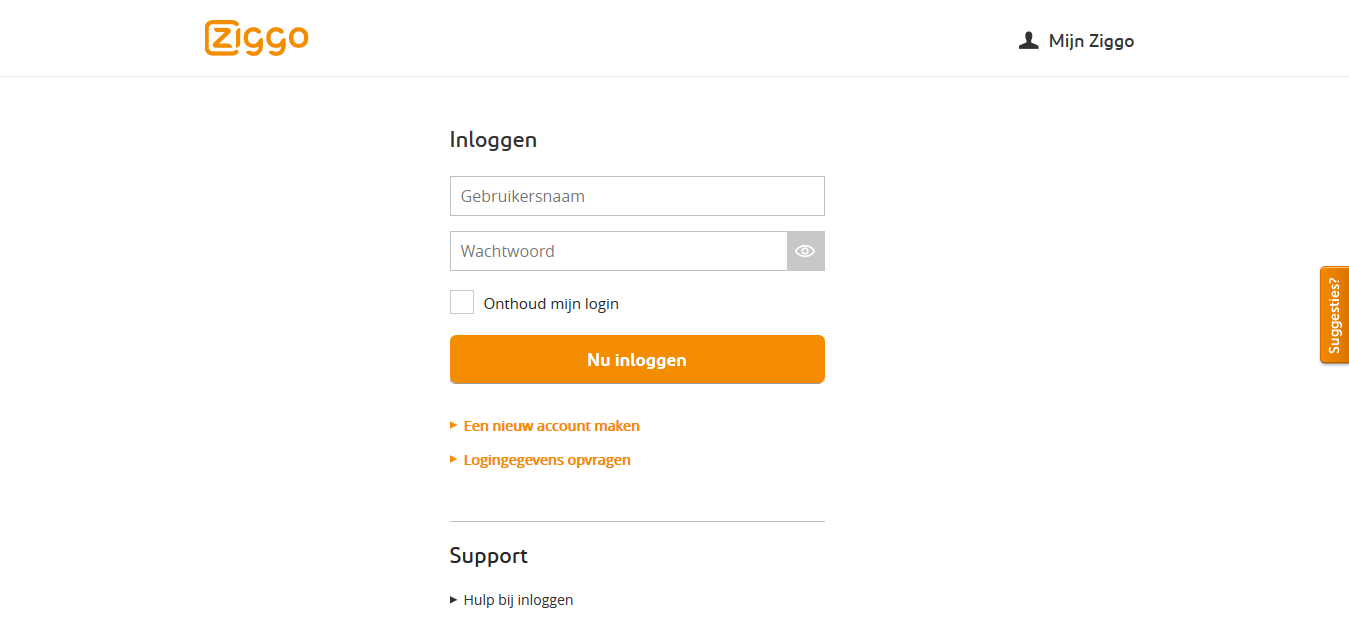 ziggo
Mijn Ziggo
Inloggen
Gebruikersnaam
Wachtwoord
Onthoud mijn login
Nu inloggen
Een nieuw account maken
Logingegevens opvragen
Suggesties?
Support
Hulp bij inloggen